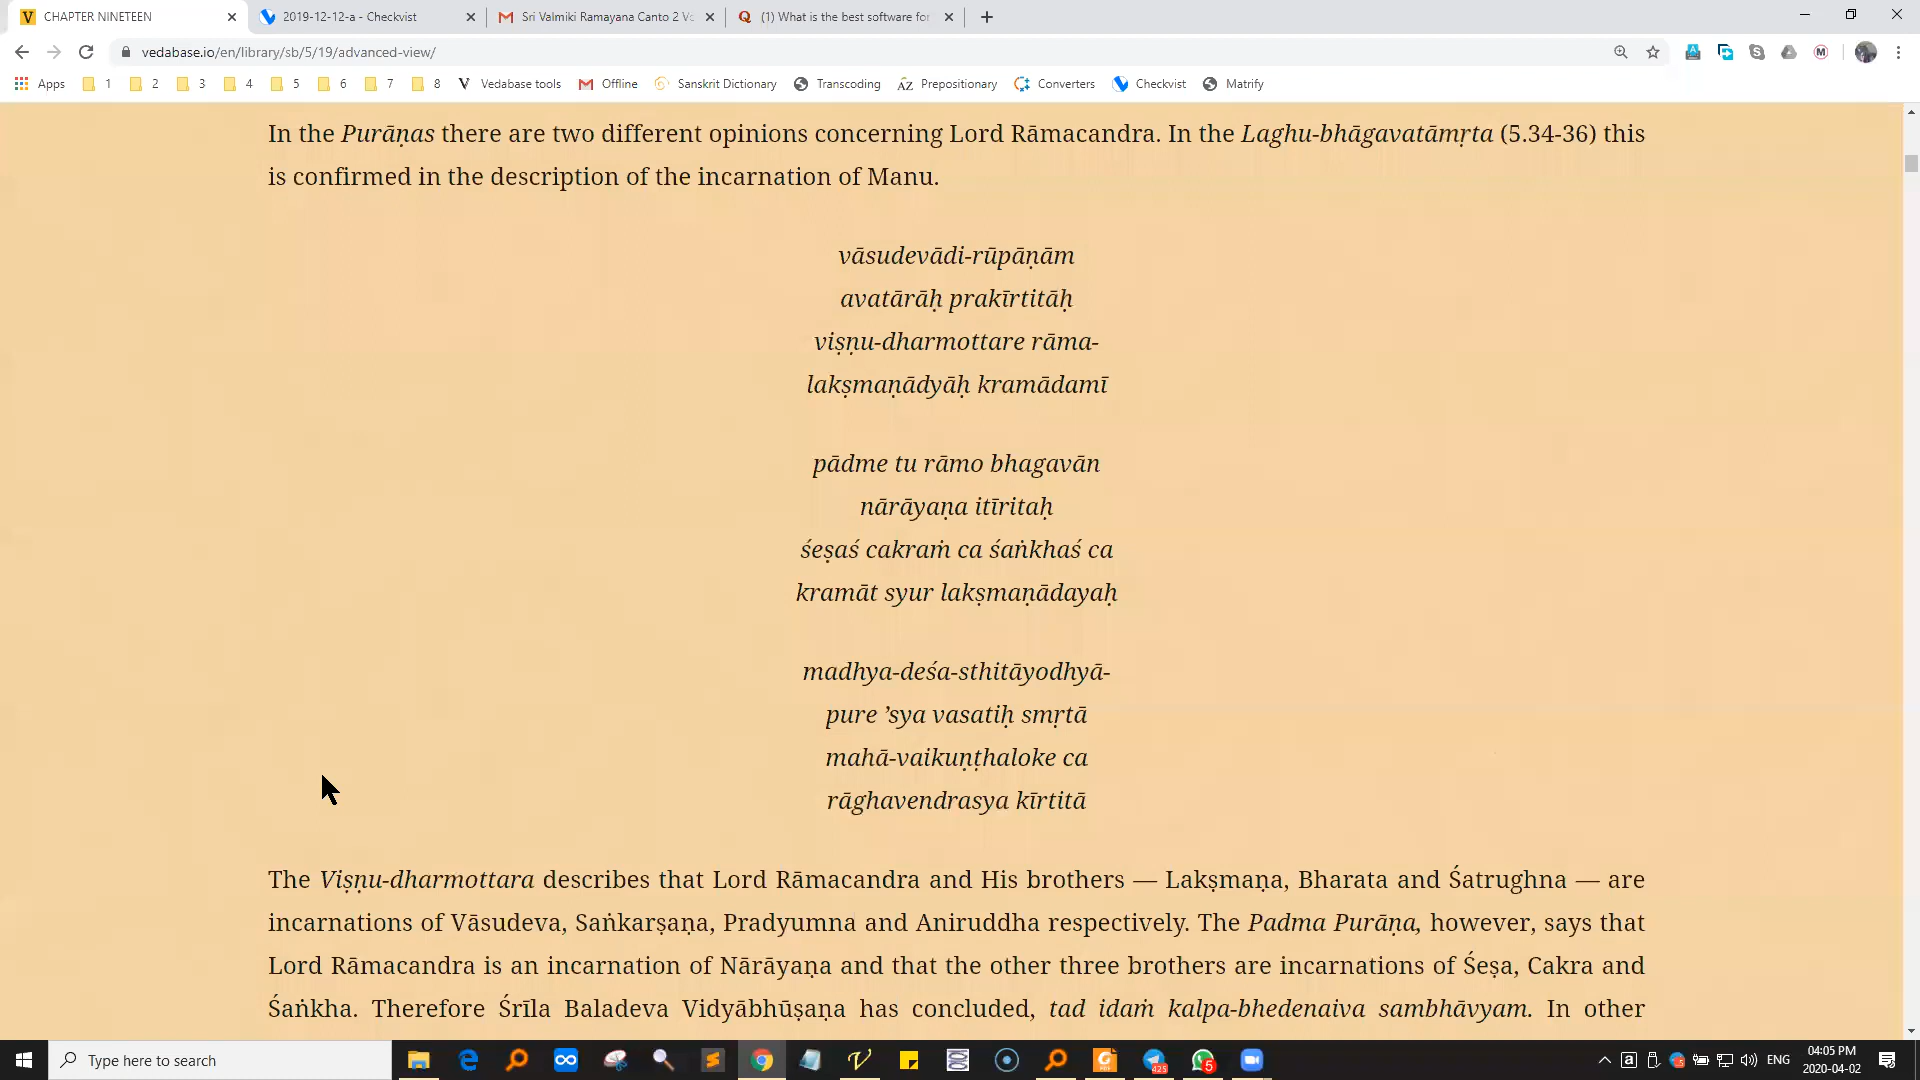 CHAPTER NINETEEN
2019-12-12-a - Checkvist
Sri Valmiki Ramayana Canto 2 Vo
(1) What is the best software for
vedabase.io/en/library/sb/5/19/advanced-view/
Apps 1 2 3 4 5 6 7 8 Vedabase tools Offline Sanskrit Dictionary Transcoding Prepositionary Converters Checkvist Matrify
In the Purāṇas there are two different opinions concerning Lord Rāmacandra. In the Laghu-bhāgavatāmṛta (5.34-36) this
is confirmed in the description of the incarnation of Manu.
vāsudevādi-rūpāṇām
avatārāḥ prakīrtitāḥ
viṣṇu-dharmottare rāma-
lakṣmaṇādyāḥ kramādamī
pādme tu rāmo bhagavān
nārāyaṇa itīritaḥ
śeṣaś cakraṁ ca śaṅkhaś ca
kramāt syur lakṣmaṇādayaḥ
madhya-deśa-sthitāyodhyā-
pure ’sya vasatiḥ smṛtā
mahā-vaikuṇṭhaloke ca
rāghavendrasya kīrtitā
The Viṣṇu-dharmottara describes that Lord Rāmacandra and His brothers — Lakṣmaṇa, Bharata and Śatrughna — are
incarnations of Vāsudeva, Saṅkarṣaṇa, Pradyumna and Aniruddha respectively. The Padma Purāṇa, however, says that
Lord Rāmacandra is an incarnation of Nārāyaṇa and that the other three brothers are incarnations of Śeṣa, Cakra and
Śaṅkha. Therefore Śrīla Baladeva Vidyābhūṣaṇa has concluded, tad idaṁ kalpa-bhedenaiva sambhāvyam. In other
Type here to search
425
5
ENG
04:05 PM
2020-04-02